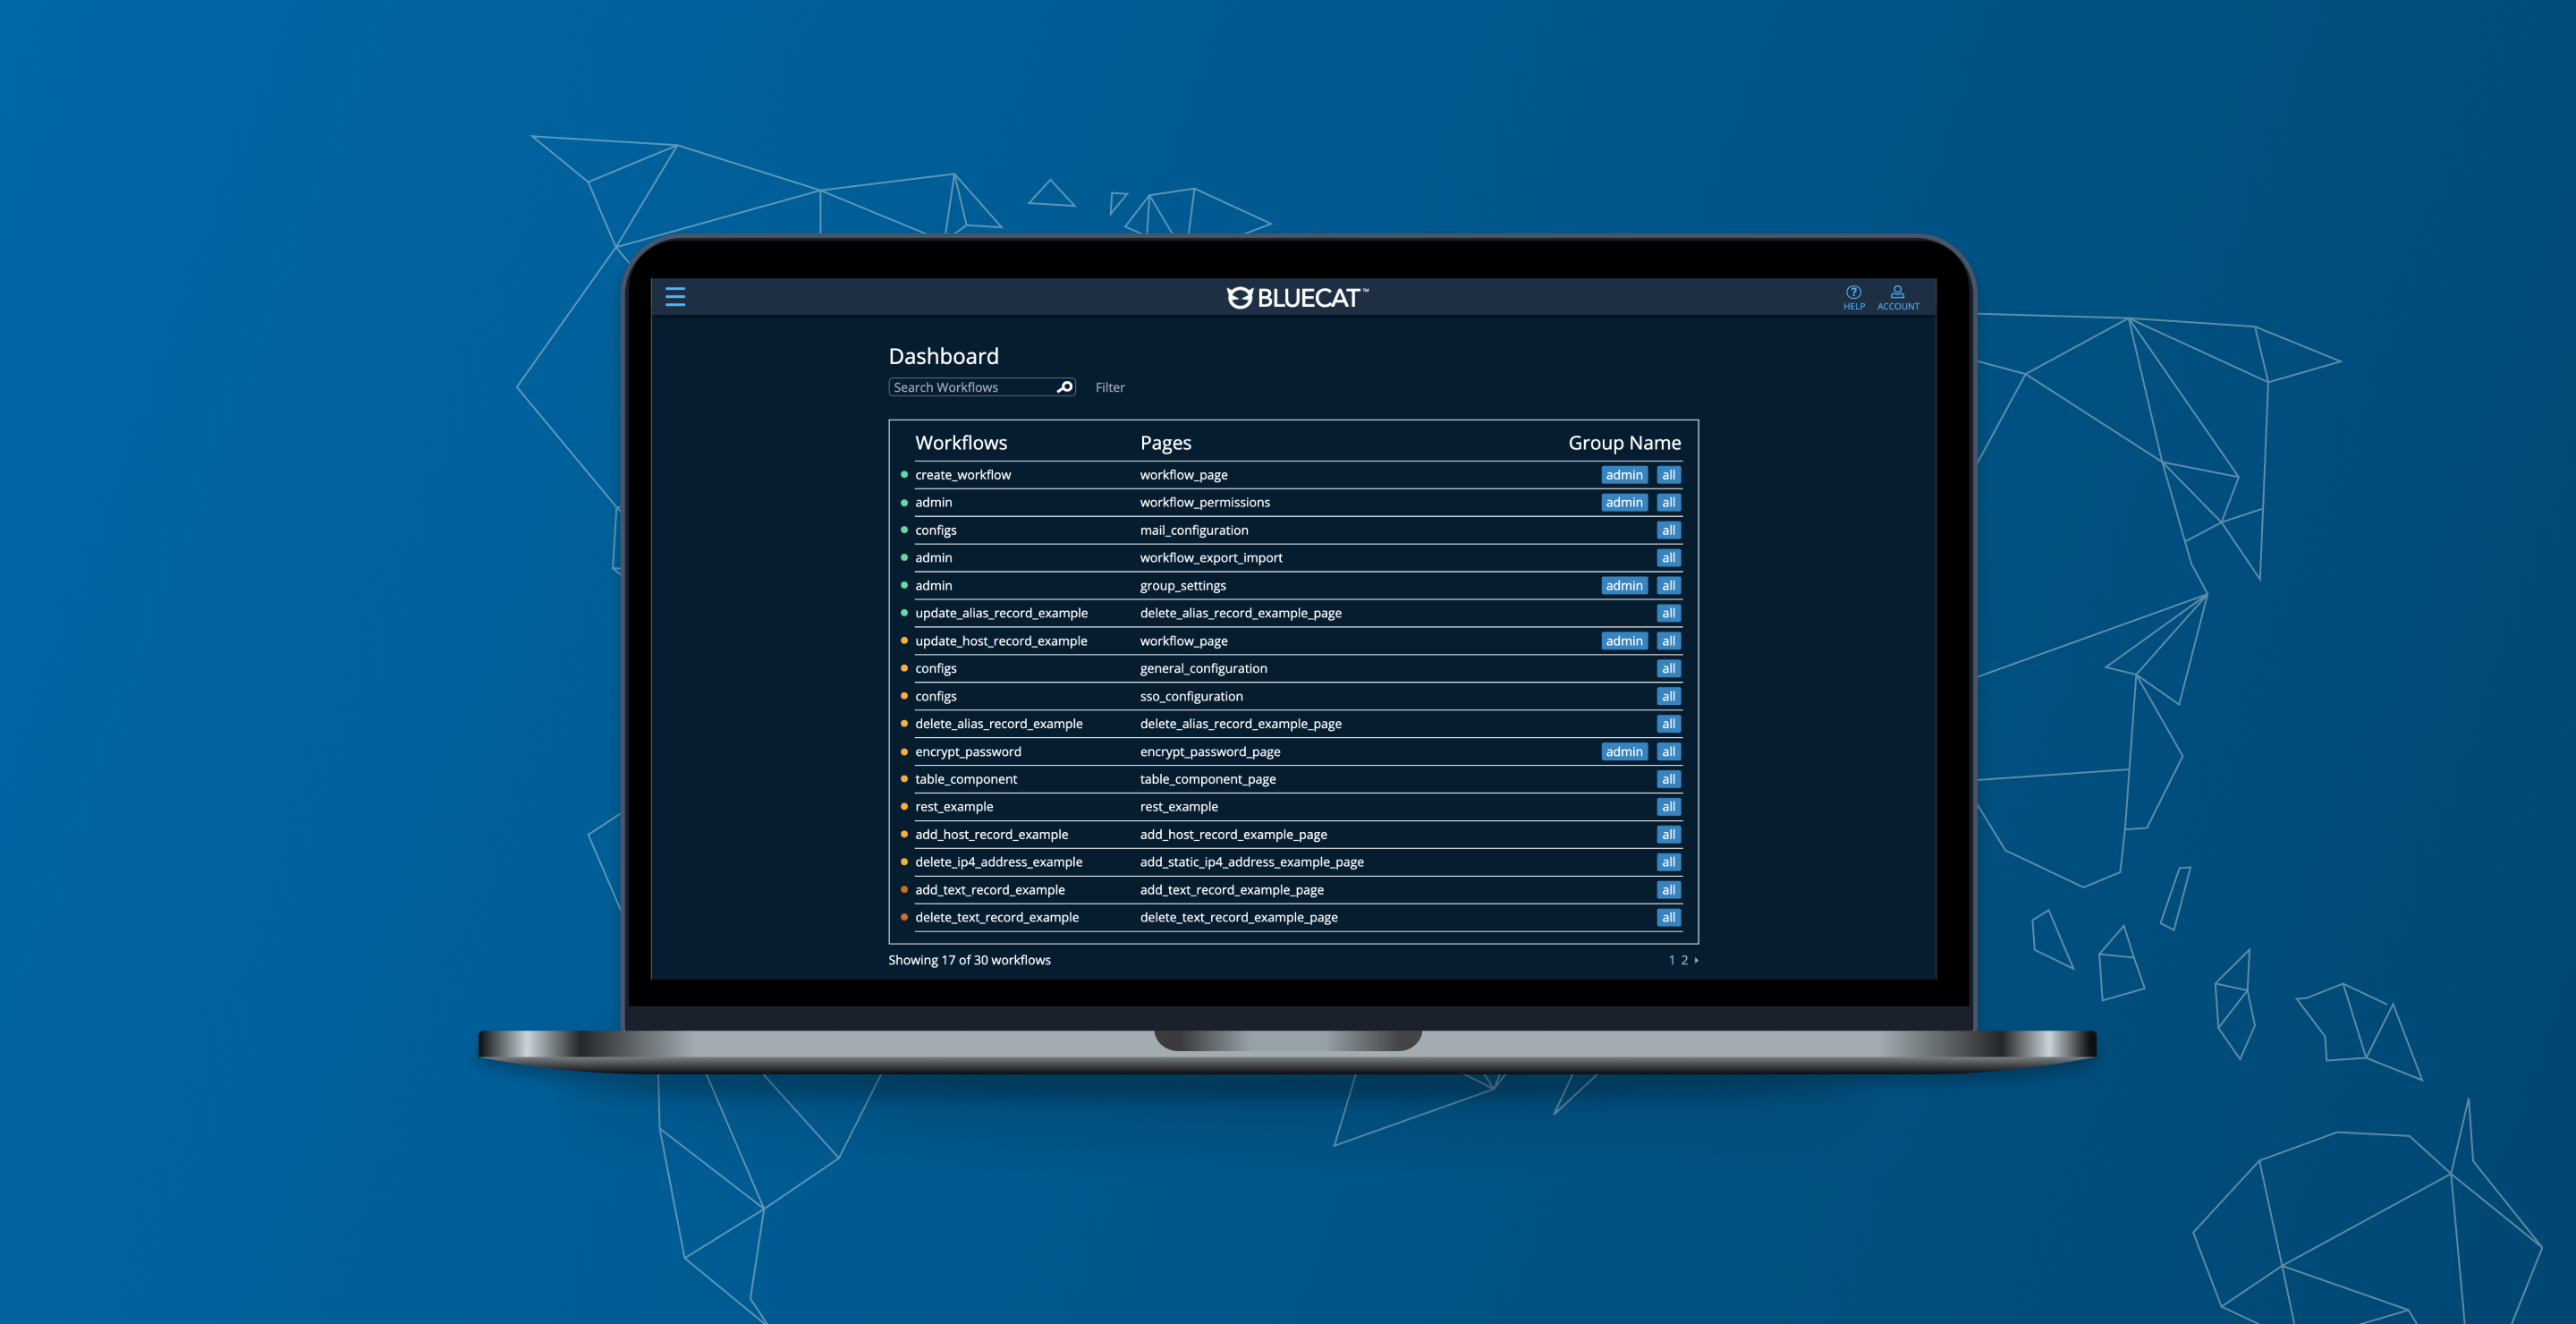 BLUECAT™
HELP ACCOUNT
Dashboard
Search Workflows Filter
Workflows Pages Group Name
create_workflow workflow_page admin all
admin workflow_permissions admin all
configs mail_configuration all
admin workflow_export_import all
admin group_settings admin all
update_alias_record_example delete_alias_record_example_page all
update_host_record_example workflow_page admin all
configs general_configuration all
configs sso_configuration all
delete_alias_record_example delete_alias_record_example_page all
encrypt_password encrypt_password_page admin all
table_component table_component_page all
rest_example rest_example all
add_host_record_example add_host_record_example_page all
delete_ip4_address_example add_static_ip4_address_example_page all
add_text_record_example add_text_record_example_page all
delete_text_record_example delete_text_record_example_page all
Showing 17 of 30 workflows 1 2